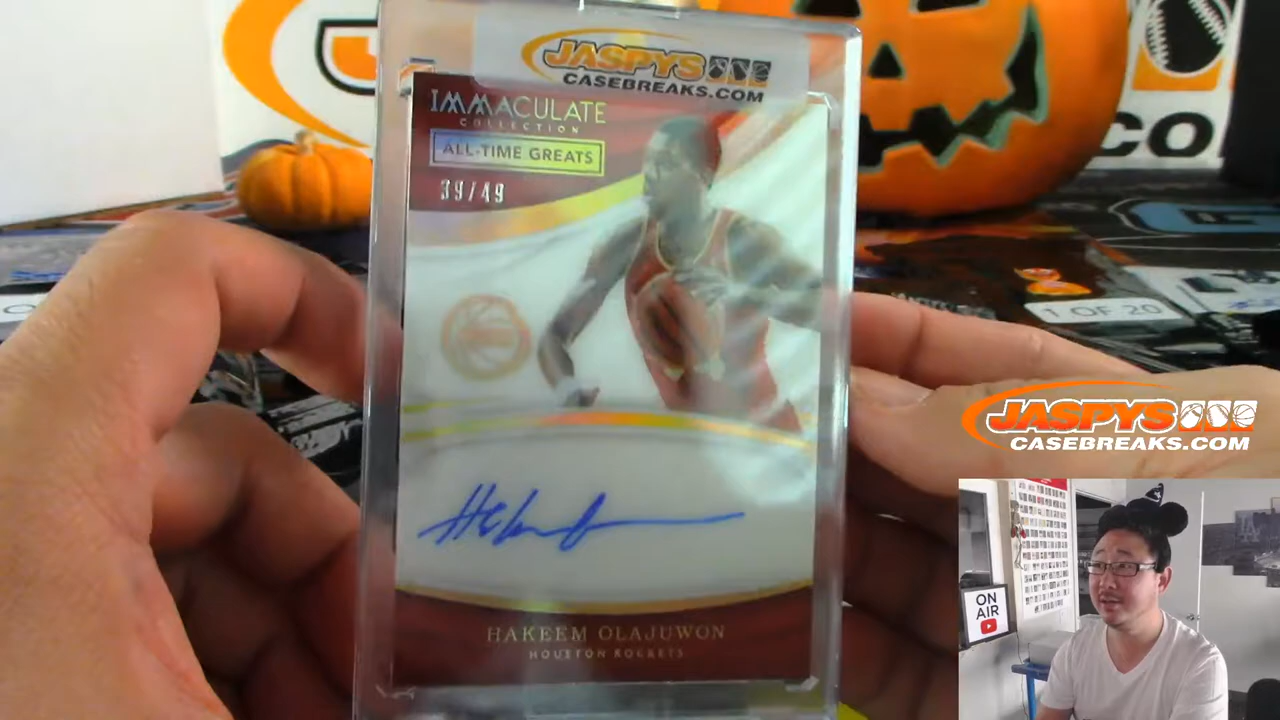 JASPYS
CASEBREAKS.COM
IMMACULATE
COLLECTION
ALL-TIME GREATS
39/49
CO
1 OF 20
JASPYS
CASEBREAKS.COM
ON
AIR
HAKEEM OLAJUWON
HOUSTON ROCKETS